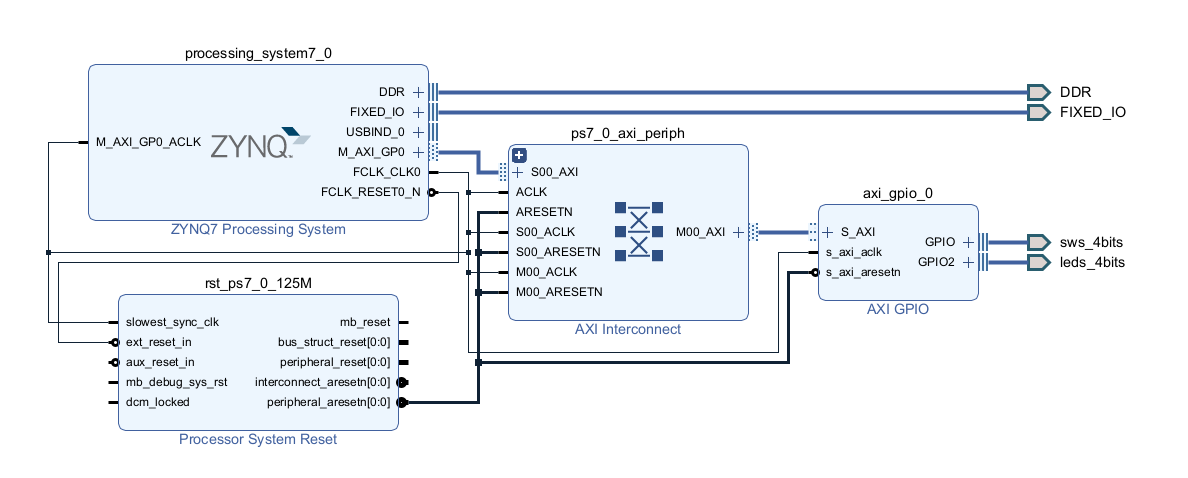 processing_system7_0
DDR
FIXED_IO
USBIND_0
M_AXI_GP0
FCLK_CLK0
FCLK_RESET0_N
M_AXI_GP0_ACLK
ZYNQ
ZYNQ7 Processing System
DDR
FIXED_IO
ps7_0_axi_periph
S00_AXI
ACLK
ARESETN
S00_ACLK
S00_ARESETN
M00_ACLK
M00_ARESETN
M00_AXI
AXI Interconnect
axi_gpio_0
S_AXI
s_axi_aclk
s_axi_aresetn
GPIO
GPIO2
AXI GPIO
sws_4bits
leds_4bits
rst_ps7_0_125M
slowest_sync_clk
ext_reset_in
aux_reset_in
mb_debug_sys_rst
dcm_locked
mb_reset
bus_struct_reset[0:0]
peripheral_reset[0:0]
interconnect_aresetn[0:0]
peripheral_aresetn[0:0]
Processor System Reset